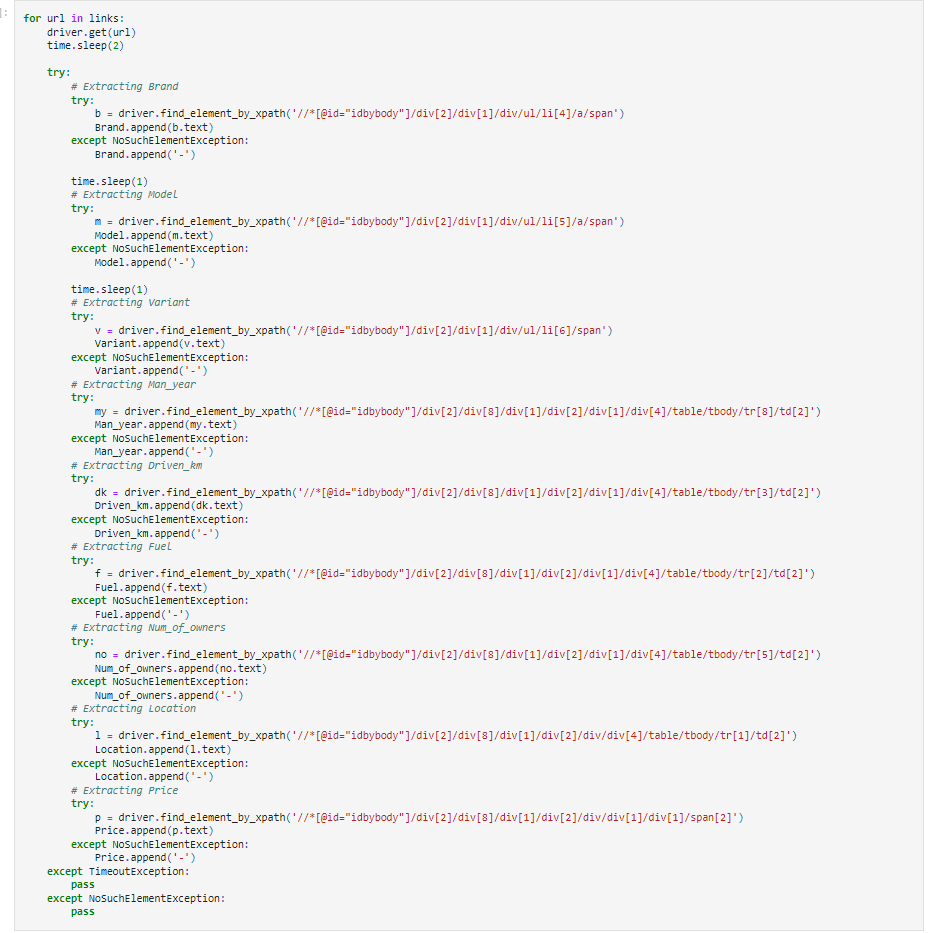 ]:
for url in links:
    driver.get(url)
    time.sleep(2)

    try:
        # Extracting Brand
        try:
            b = driver.find_element_by_xpath('//*[@id="idbybody"]/div[2]/div[1]/div/ul/li[4]/a/span')
            Brand.append(b.text)
        except NoSuchElementException:
            Brand.append('-')

        time.sleep(1)
        # Extracting Model
        try:
            m = driver.find_element_by_xpath('//*[@id="idbybody"]/div[2]/div[1]/div/ul/li[5]/a/span')
            Model.append(m.text)
        except NoSuchElementException:
            Model.append('-')

        time.sleep(1)
        # Extracting Variant
        try:
            v = driver.find_element_by_xpath('//*[@id="idbybody"]/div[2]/div[1]/div/ul/li[6]/span')
            Variant.append(v.text)
        except NoSuchElementException:
            Variant.append('-')
        # Extracting Man_year
        try:
            my = driver.find_element_by_xpath('//*[@id="idbybody"]/div[2]/div[8]/div[1]/div[2]/div[1]/div[4]/table/tbody/tr[8]/td[2]')
            Man_year.append(my.text)
        except NoSuchElementException:
            Man_year.append('-')
        # Extracting Driven_km
        try:
            dk = driver.find_element_by_xpath('//*[@id="idbybody"]/div[2]/div[8]/div[1]/div[2]/div[1]/div[4]/table/tbody/tr[3]/td[2]')
            Driven_km.append(dk.text)
        except NoSuchElementException:
            Driven_km.append('-')
        # Extracting Fuel
        try:
            f = driver.find_element_by_xpath('//*[@id="idbybody"]/div[2]/div[8]/div[1]/div[2]/div[1]/div[4]/table/tbody/tr[2]/td[2]')
            Fuel.append(f.text)
        except NoSuchElementException:
            Fuel.append('-')
        # Extracting Num_of_owners
        try:
            no = driver.find_element_by_xpath('//*[@id="idbybody"]/div[2]/div[8]/div[1]/div[2]/div[1]/div[4]/table/tbody/tr[5]/td[2]')
            Num_of_owners.append(no.text)
        except NoSuchElementException:
            Num_of_owners.append('-')
        # Extracting Location
        try:
            l = driver.find_element_by_xpath('//*[@id="idbybody"]/div[2]/div[8]/div[1]/div[2]/div/div[4]/table/tbody/tr[1]/td[2]')
            Location.append(l.text)
        except NoSuchElementException:
            Location.append('-')
        # Extracting Price
        try:
            p = driver.find_element_by_xpath('//*[@id="idbybody"]/div[2]/div[8]/div[1]/div[2]/div/div[1]/div[1]/span[2]')
            Price.append(p.text)
        except NoSuchElementException:
            Price.append('-')
    except TimeoutException:
        pass
    except NoSuchElementException:
        pass